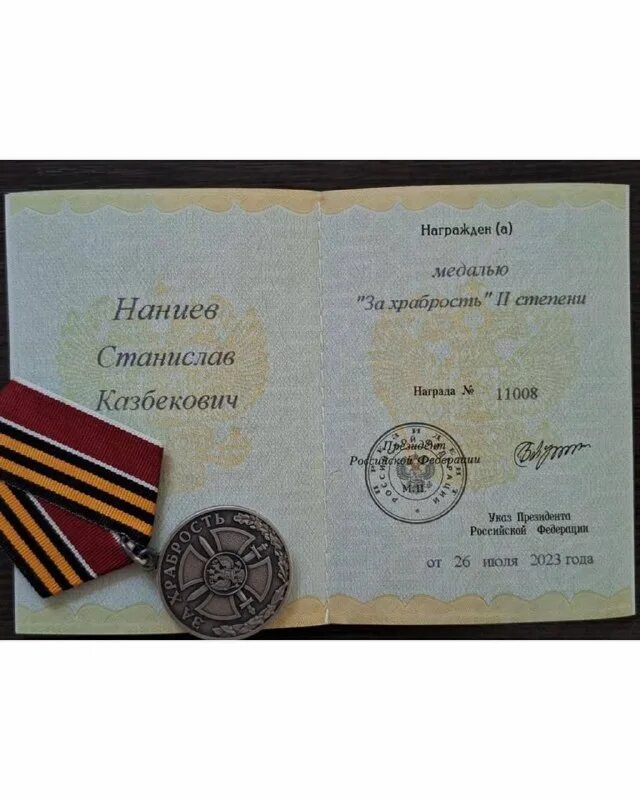 Наниев
Станислав
Казбекович
Награжден (а)
медалью
"За храбрость" II степени
Награда № 11008
Президент
Российской Федерации
М.П.
Указ Президента
Российской Федерации
от 26 июля 2023 года
ЗА ХРАБРОСТЬ